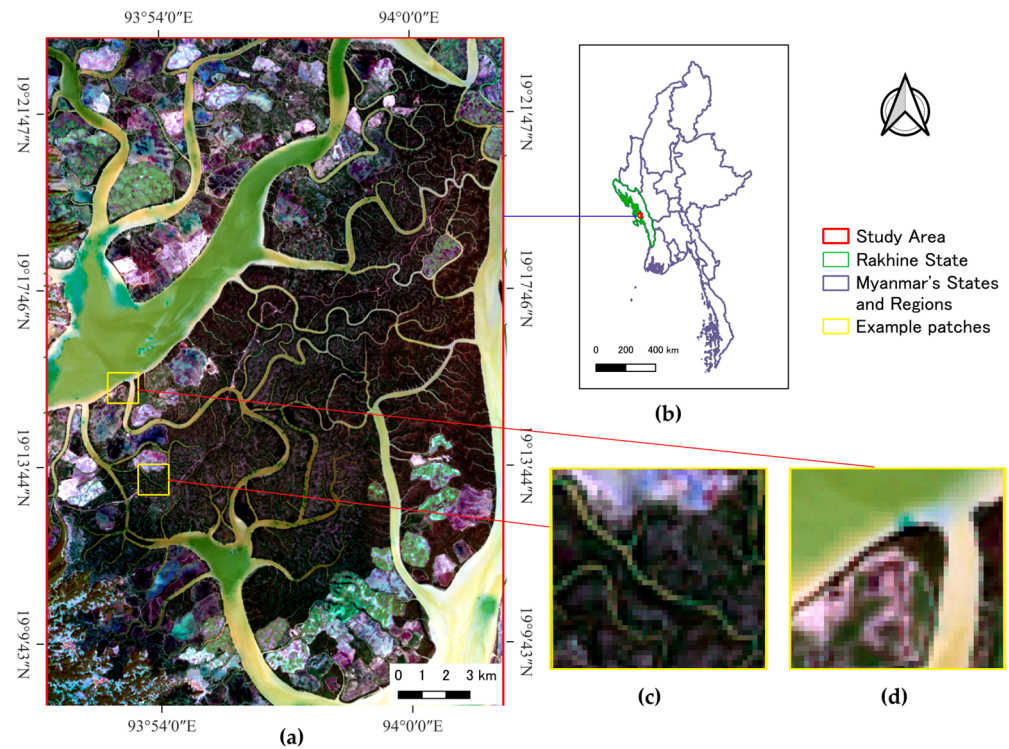 93°54′0″E
94°0′0″E
19°21′47″N
19°17′46″N
19°13′44″N
19°9′43″N
19°21′47″N
19°17′46″N
19°13′44″N
19°9′43″N
0 1 2 3 km
93°54′0″E
94°0′0″E
(a)
0 200 400 km
(b)
Study Area
Rakhine State
Myanmar's States
and Regions
Example patches
(c)
(d)